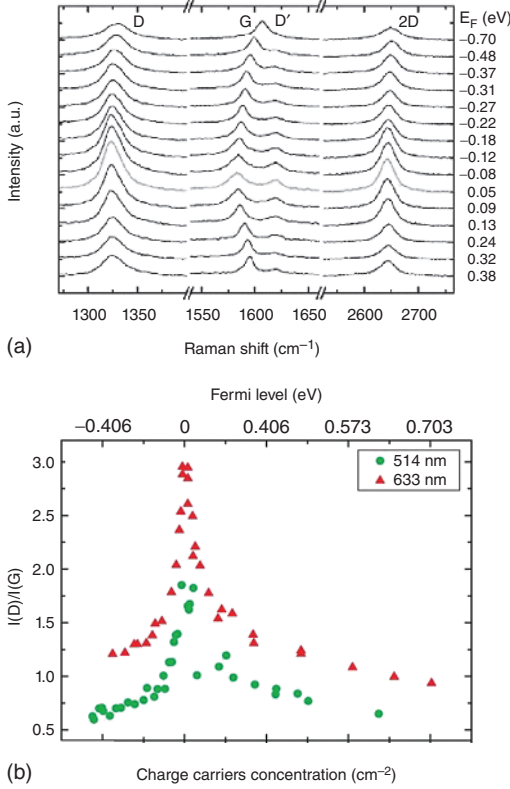 D G D′ 2D E_F (eV)
−0.70
−0.48
−0.37
−0.31
−0.27
−0.22
−0.18
−0.12
−0.08
0.05
0.09
0.13
0.24
0.32
0.38
Intensity (a.u.)
1300 1350 1550 1600 1650 2600 2700
(a)
Raman shift (cm⁻¹)
Fermi level (eV)
−0.406 0 0.406 0.573 0.703
3.0
2.5
2.0
1.5
1.0
0.5
I(D)/I(G)
514 nm
633 nm
(b)
Charge carriers concentration (cm⁻²)